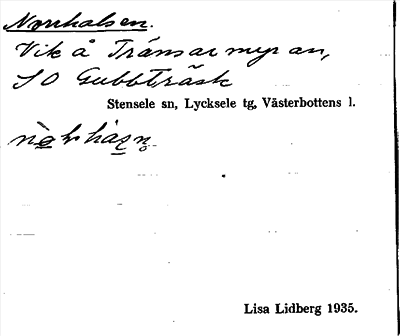 Norrhalsen.
Vik å Tränsarmyran,
SO Gubbträsk
Stensele sn, Lycksele tg, Västerbottens l.
Lisa Lidberg 1935.